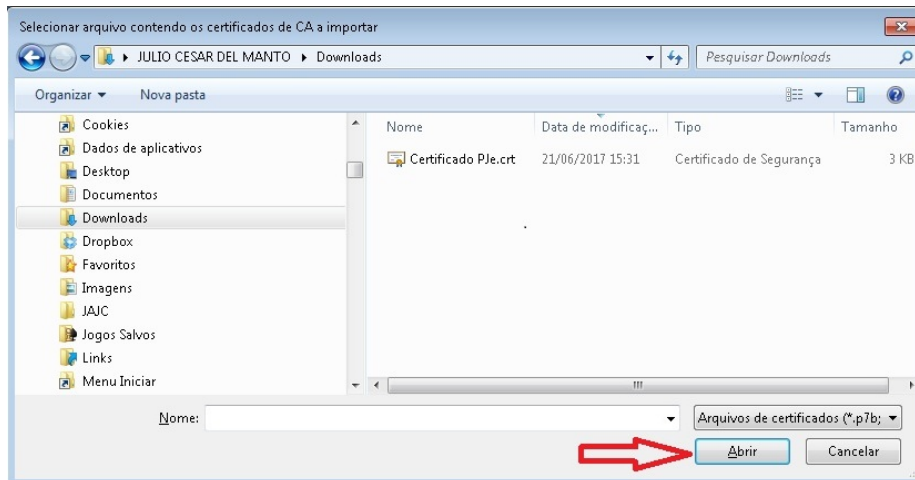 Selecionar arquivo contendo os certificados de CA a importar
JULIO CESAR DEL MANTO Downloads
Pesquisar Downloads
Organizar Nova pasta
Cookies
Dados de aplicativos
Desktop
Documentos
Downloads
Dropbox
Favoritos
Imagens
JAJC
Jogos Salvos
Links
Menu Iniciar
Nome Data de modificaç... Tipo Tamanho
Certificado PJe.crt 21/06/2017 15:31 Certificado de Segurança 3 KB
Nome: Arquivos de certificados (*.p7b;
Abrir Cancelar